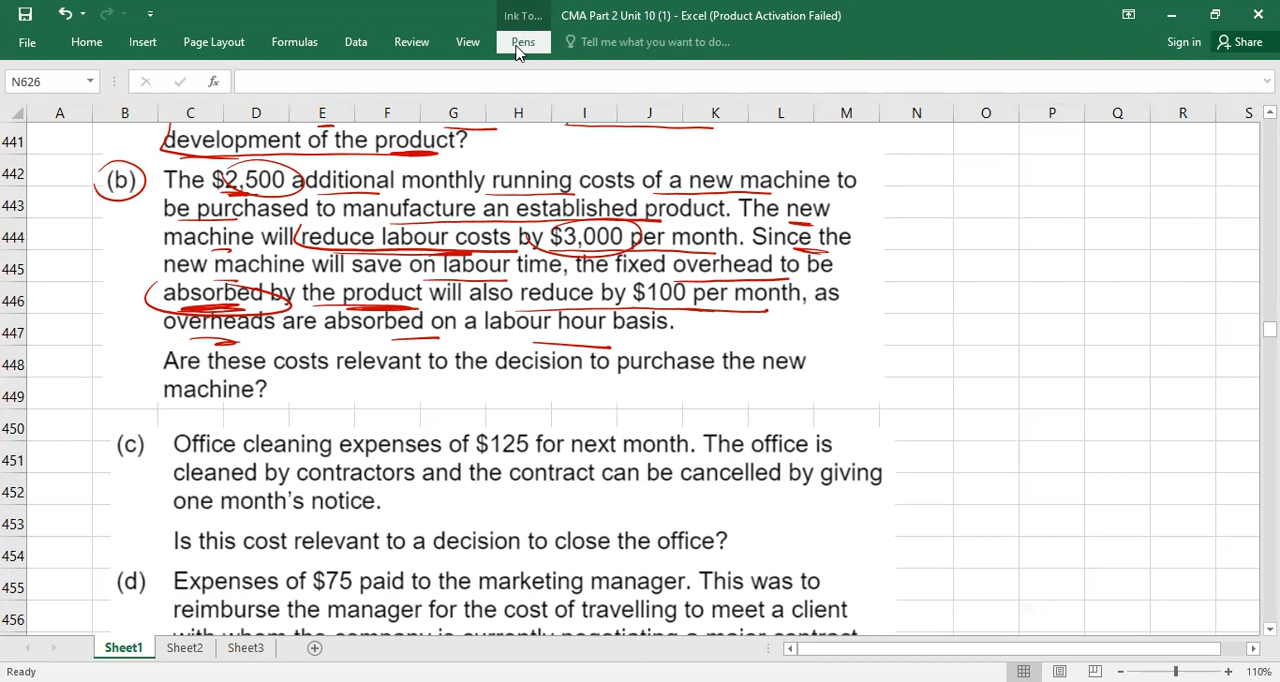 Ink To...
CMA Part 2 Unit 10 (1) - Excel (Product Activation Failed)
File Home Insert Page Layout Formulas Data Review View Pens Tell me what you want to do... Sign in Share
N626 fx
A B C D E F G H I J K L M N O P Q R S
441 development of the product?
442 (b) The $2,500 additional monthly running costs of a new machine to
443 be purchased to manufacture an established product. The new
444 machine will reduce labour costs by $3,000 per month. Since the
445 new machine will save on labour time, the fixed overhead to be
446 absorbed by the product will also reduce by $100 per month, as
447 overheads are absorbed on a labour hour basis.
448 Are these costs relevant to the decision to purchase the new
449 machine?
450
451 (c) Office cleaning expenses of $125 for next month. The office is
452 cleaned by contractors and the contract can be cancelled by giving
453 one month's notice.
454 Is this cost relevant to a decision to close the office?
455 (d) Expenses of $75 paid to the marketing manager. This was to
456 reimburse the manager for the cost of travelling to meet a client
with whom the company is currently negotiating a major contract
Sheet1 Sheet2 Sheet3
Ready 110%